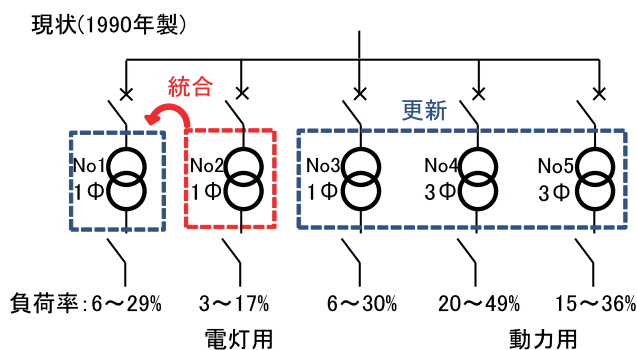 現状(1990年製)
統合
更新
No1
1Φ
No2
1Φ
No3
1Φ
No4
3Φ
No5
3Φ
負荷率:6～29%
3～17%
6～30%
20～49%
15～36%
電灯用
動力用